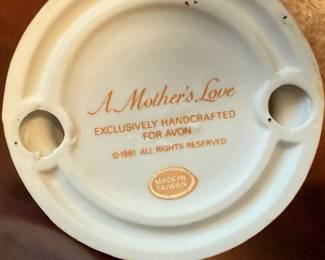 A Mother's Love
EXCLUSIVELY HANDCRAFTED
FOR AVON
©1981 ALL RIGHTS RESERVED
MADE IN
TAIWAN